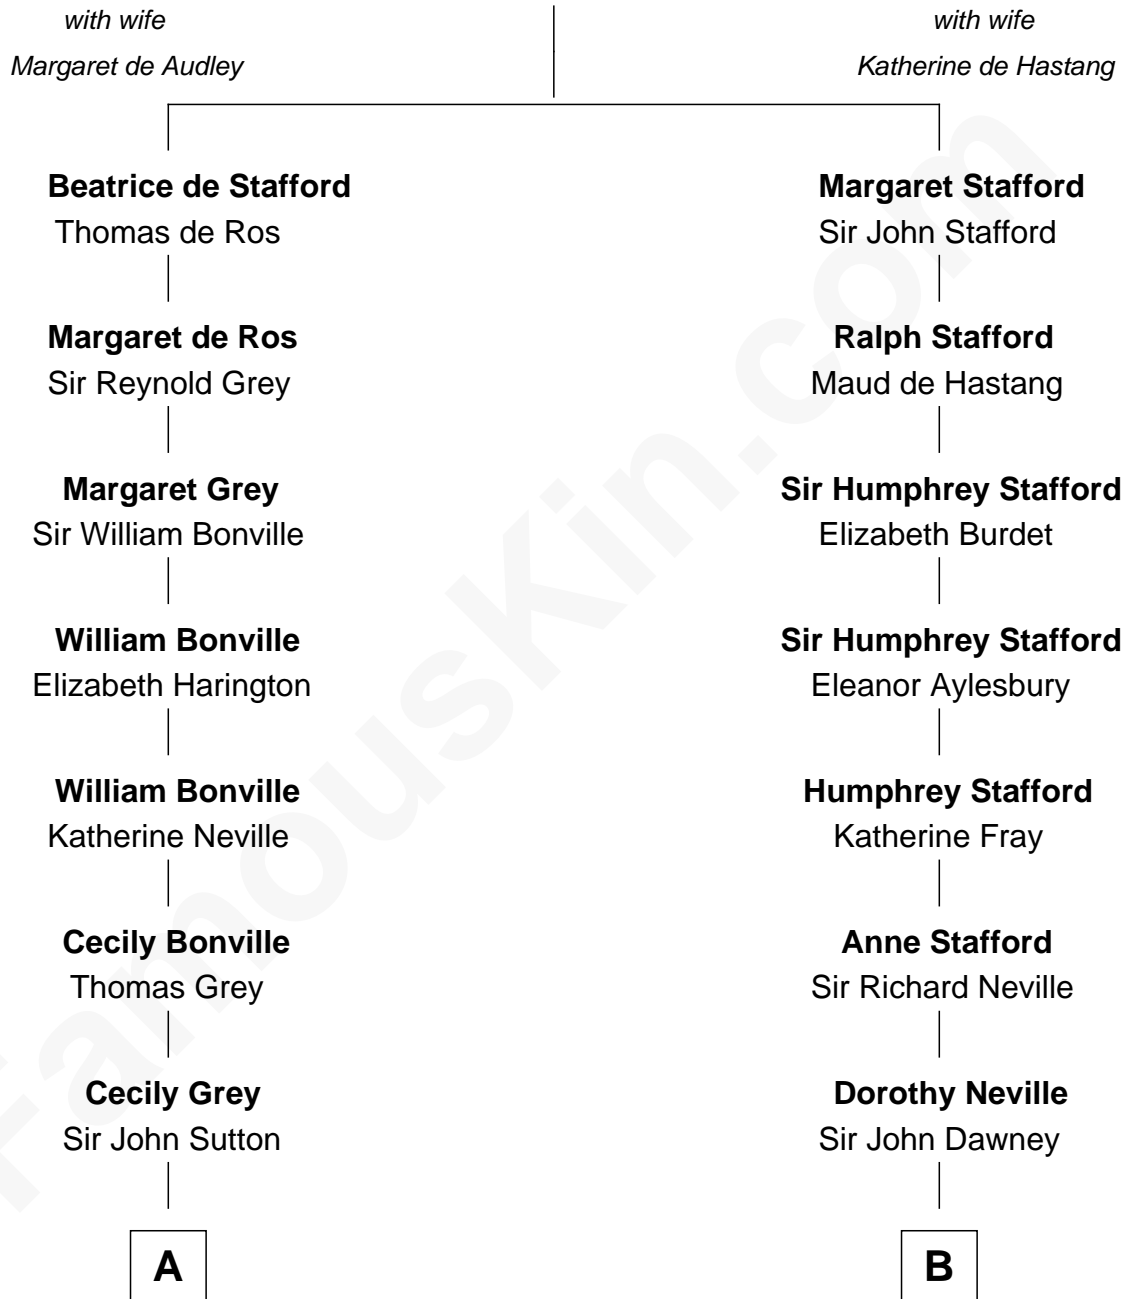 with wife
Margaret de Audley
with wife
Katherine de Hastang
Beatrice de Stafford
Thomas de Ros
Margaret Stafford
Sir John Stafford
Margaret de Ros
Sir Reynold Grey
Ralph Stafford
Maud de Hastang
Margaret Grey
Sir William Bonville
Sir Humphrey Stafford
Elizabeth Burdet
William Bonville
Elizabeth Harington
Sir Humphrey Stafford
Eleanor Aylesbury
William Bonville
Katherine Neville
Humphrey Stafford
Katherine Fray
Cecily Bonville
Thomas Grey
Anne Stafford
Sir Richard Neville
Cecily Grey
Sir John Sutton
Dorothy Neville
Sir John Dawney
A
B
FamousKin.com